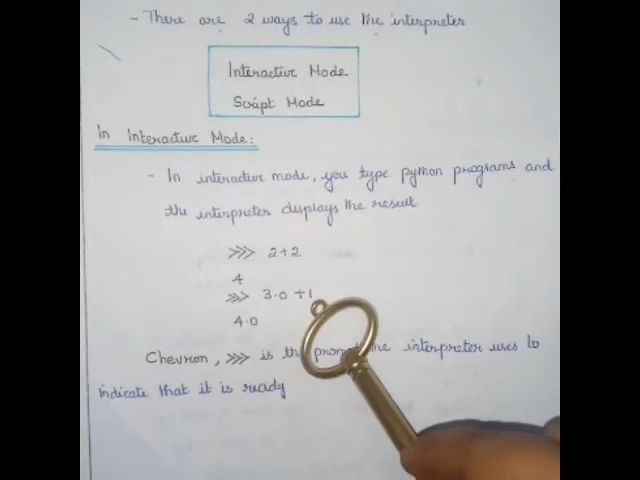 - There are 2 ways to use the interpreter
Interactive Mode
Script Mode
In Interactive Mode:
- In interactive mode, you type python programs and
the interpreter displays the result
>>> 2+2
4
>>> 3.0 +1
4.0
Chevron, >>> is the prompt the interpreter uses to
indicate that it is ready